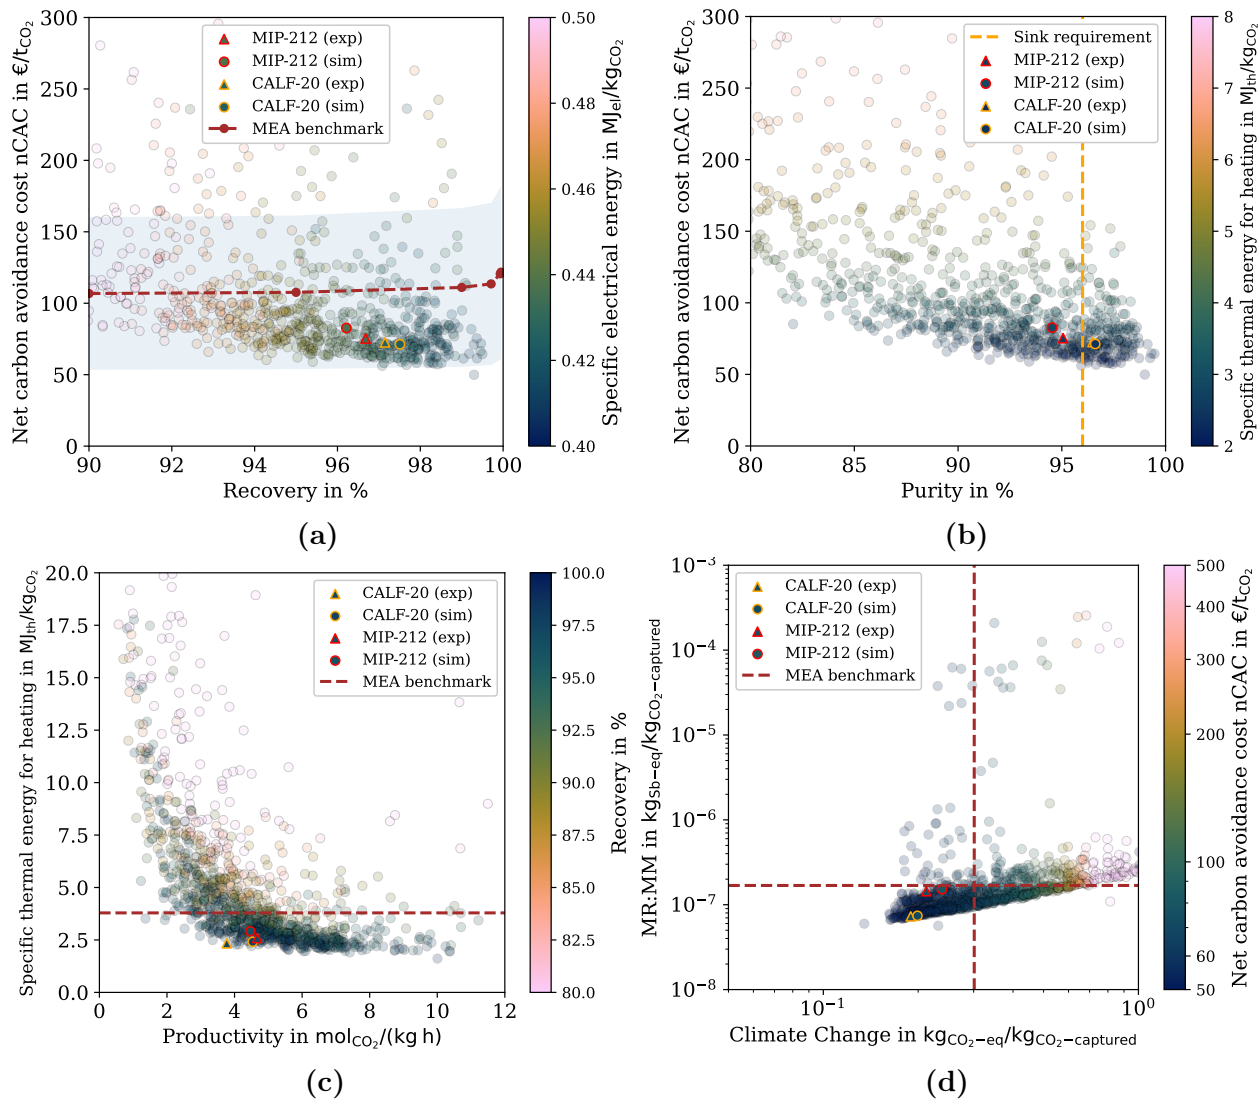 300
250
200
150
100
50
0
90
92
94
96
98
100
Net carbon avoidance cost nCAC in €/tCO2
Recovery in %
MIP-212 (exp)
MIP-212 (sim)
CALF-20 (exp)
CALF-20 (sim)
MEA benchmark
0.50
0.48
0.46
0.44
0.42
0.40
Specific electrical energy in MJel/kgCO2
(a)
300
250
200
150
100
50
0
80
85
90
95
100
Net carbon avoidance cost nCAC in €/tCO2
Purity in %
Sink requirement
MIP-212 (exp)
MIP-212 (sim)
CALF-20 (exp)
CALF-20 (sim)
8
7
6
5
4
3
2
Specific thermal energy for heating in MJth/kgCO2
(b)
20.0
17.5
15.0
12.5
10.0
7.5
5.0
2.5
0.0
0
2
4
6
8
10
12
Specific thermal energy for heating in MJth/kgCO2
Productivity in molCO2/(kg h)
CALF-20 (exp)
CALF-20 (sim)
MIP-212 (exp)
MIP-212 (sim)
MEA benchmark
100.0
97.5
95.0
92.5
90.0
87.5
85.0
82.5
80.0
Recovery in %
(c)
10−3
10−4
10−5
10−6
10−7
10−8
10−1
100
MR:MM in kgSb−eq/kgCO2−captured
Climate Change in kgCO2−eq/kgCO2−captured
CALF-20 (exp)
CALF-20 (sim)
MIP-212 (exp)
MIP-212 (sim)
MEA benchmark
500
400
300
200
100
60
50
Net carbon avoidance cost nCAC in €/tCO2
(d)